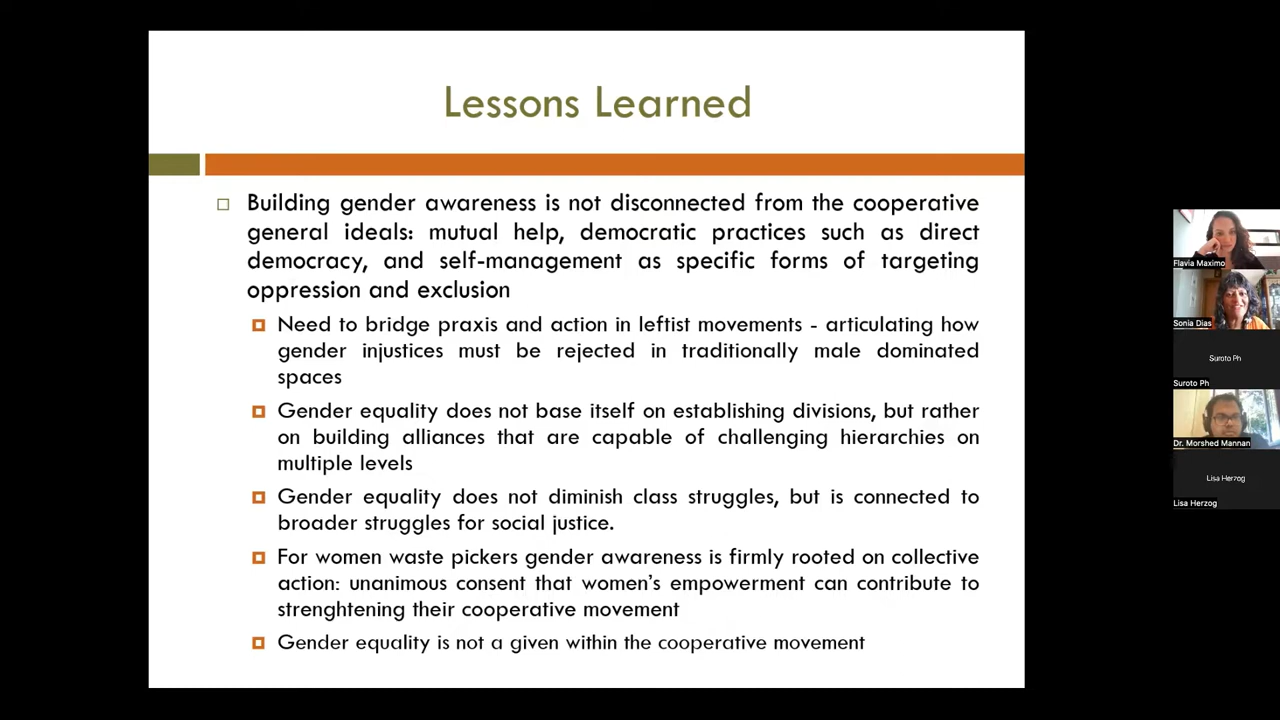 Lessons Learned
Building gender awareness is not disconnected from the cooperative
general ideals: mutual help, democratic practices such as direct
democracy, and self-management as specific forms of targeting
oppression and exclusion
Need to bridge praxis and action in leftist movements - articulating how
gender injustices must be rejected in traditionally male dominated
spaces
Gender equality does not base itself on establishing divisions, but rather
on building alliances that are capable of challenging hierarchies on
multiple levels
Gender equality does not diminish class struggles, but is connected to
broader struggles for social justice.
For women waste pickers gender awareness is firmly rooted on collective
action: unanimous consent that women's empowerment can contribute to
strenghtening their cooperative movement
Gender equality is not a given within the cooperative movement
Flavia Maximo
Sonia Dias
Suroto Ph
Suroto Ph
Dr. Morshed Mannan
Lisa Herzog
Lisa Herzog